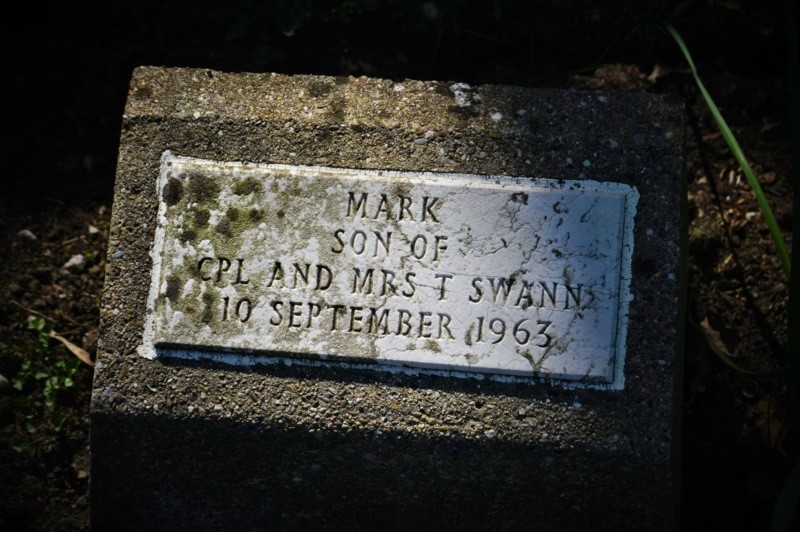 MARK
SON OF
CPL AND MRS T SWANN
10 SEPTEMBER 1963